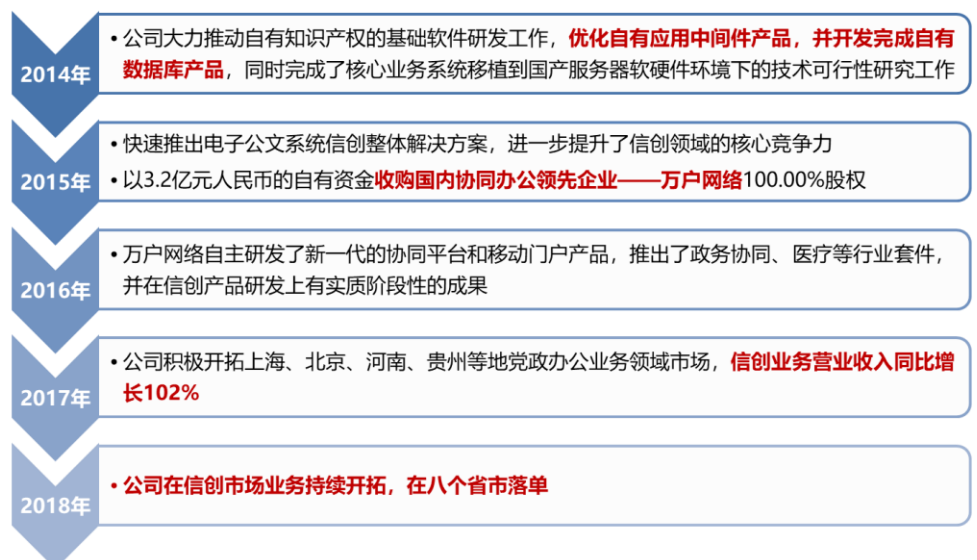 2014年
• 公司大力推动自有知识产权的基础软件研发工作，优化自有应用中间件产品，并开发完成自有
数据库产品，同时完成了核心业务系统移植到国产服务器软硬件环境下的技术可行性研究工作
2015年
• 快速推出电子公文系统信创整体解决方案，进一步提升了信创领域的核心竞争力
• 以3.2亿元人民币的自有资金收购国内协同办公领先企业——万户网络100.00%股权
2016年
• 万户网络自主研发了新一代的协同平台和移动门户产品，推出了政务协同、医疗等行业套件，
并在信创产品研发上有实质阶段性的成果
2017年
• 公司积极开拓上海、北京、河南、贵州等地党政办公业务领域市场，信创业务营业收入同比增
长102%
2018年
• 公司在信创市场业务持续开拓，在八个省市落单